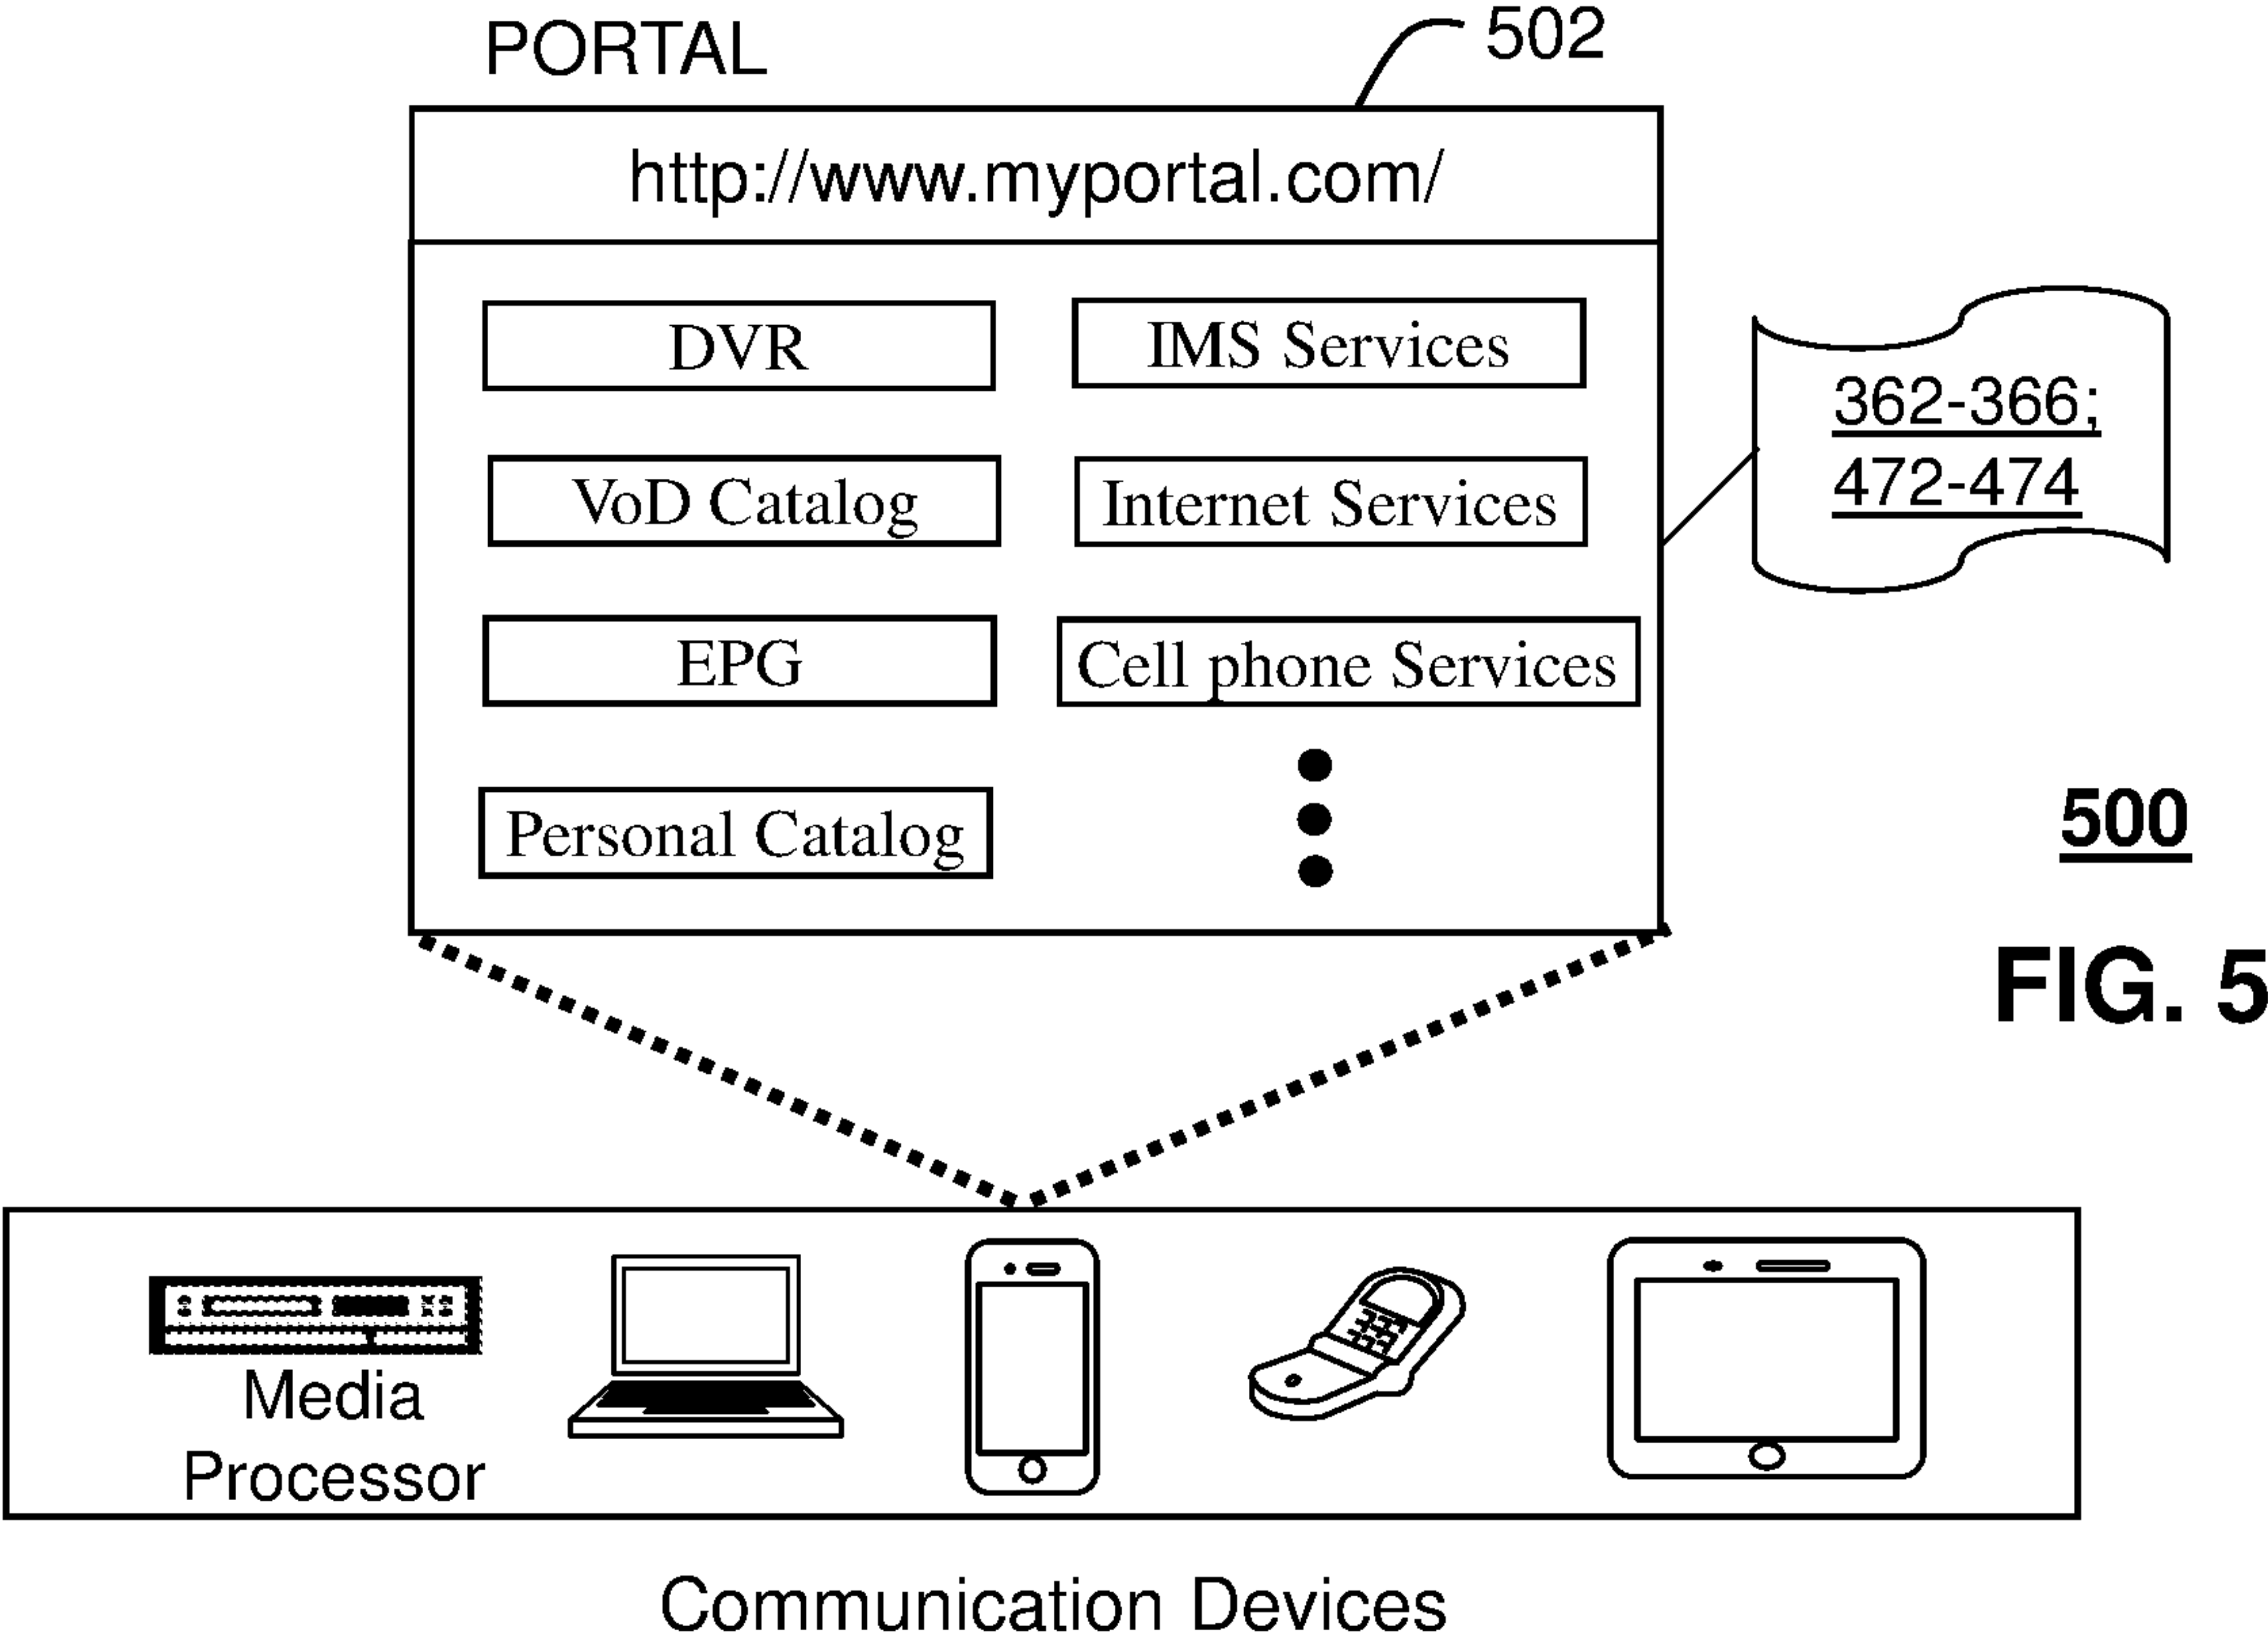 PORTAL
502
http://www.myportal.com/
DVR
IMS Services
VoD Catalog
Internet Services
EPG
Cell phone Services
Personal Catalog
362-366;
472-474
500
FIG. 5
Media
Processor
Communication Devices